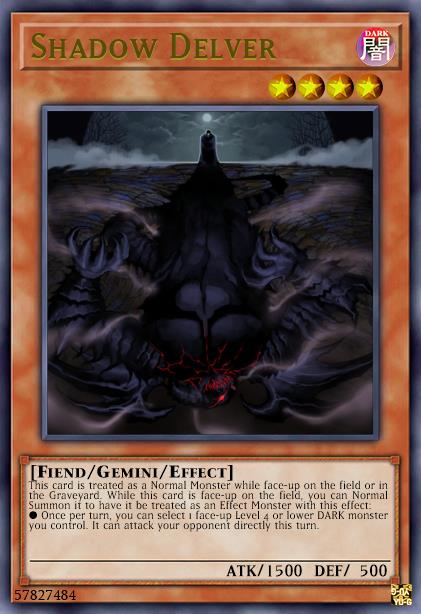 SHADOW DELVER
DARK
闇
[FIEND/GEMINI/EFFECT]
This card is treated as a Normal Monster while face-up on the field or in
the Graveyard. While this card is face-up on the field, you can Normal
Summon it to have it be treated as an Effect Monster with this effect:
● Once per turn, you can select 1 face-up Level 4 or lower DARK monster
you control. It can attack your opponent directly this turn.
ATK/1500 DEF/ 500
57827484